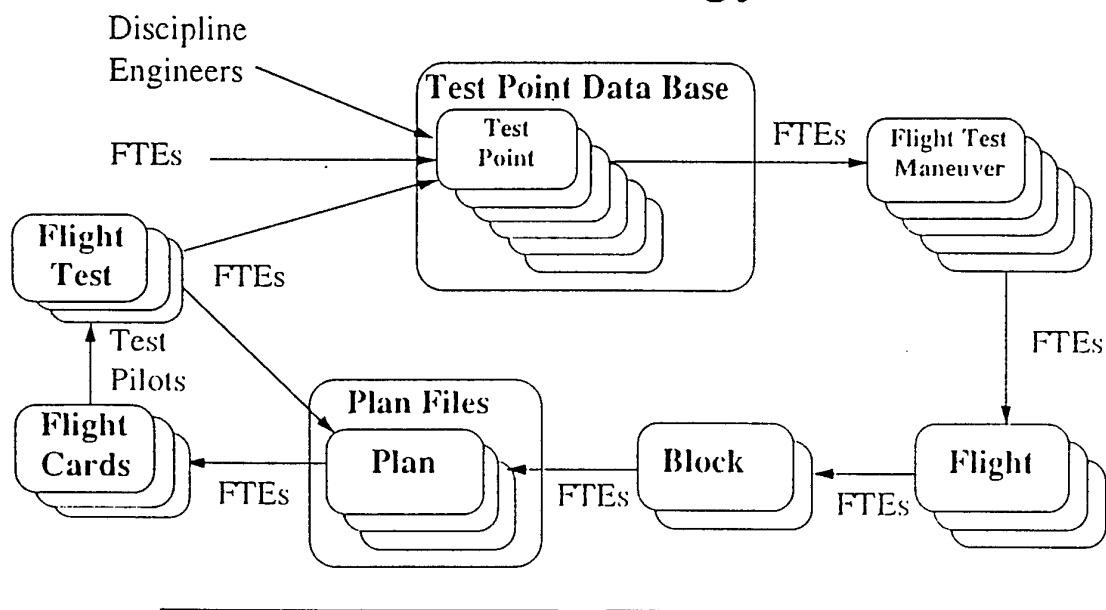 Discipline
Engineers
Test Point Data Base
Test
Point
FTEs
FTEs
Flight Test
Maneuver
Flight
Test
FTEs
FTEs
Test
Pilots
Plan Files
Flight
Cards
Plan
Block
Flight
FTEs
FTEs
FTEs